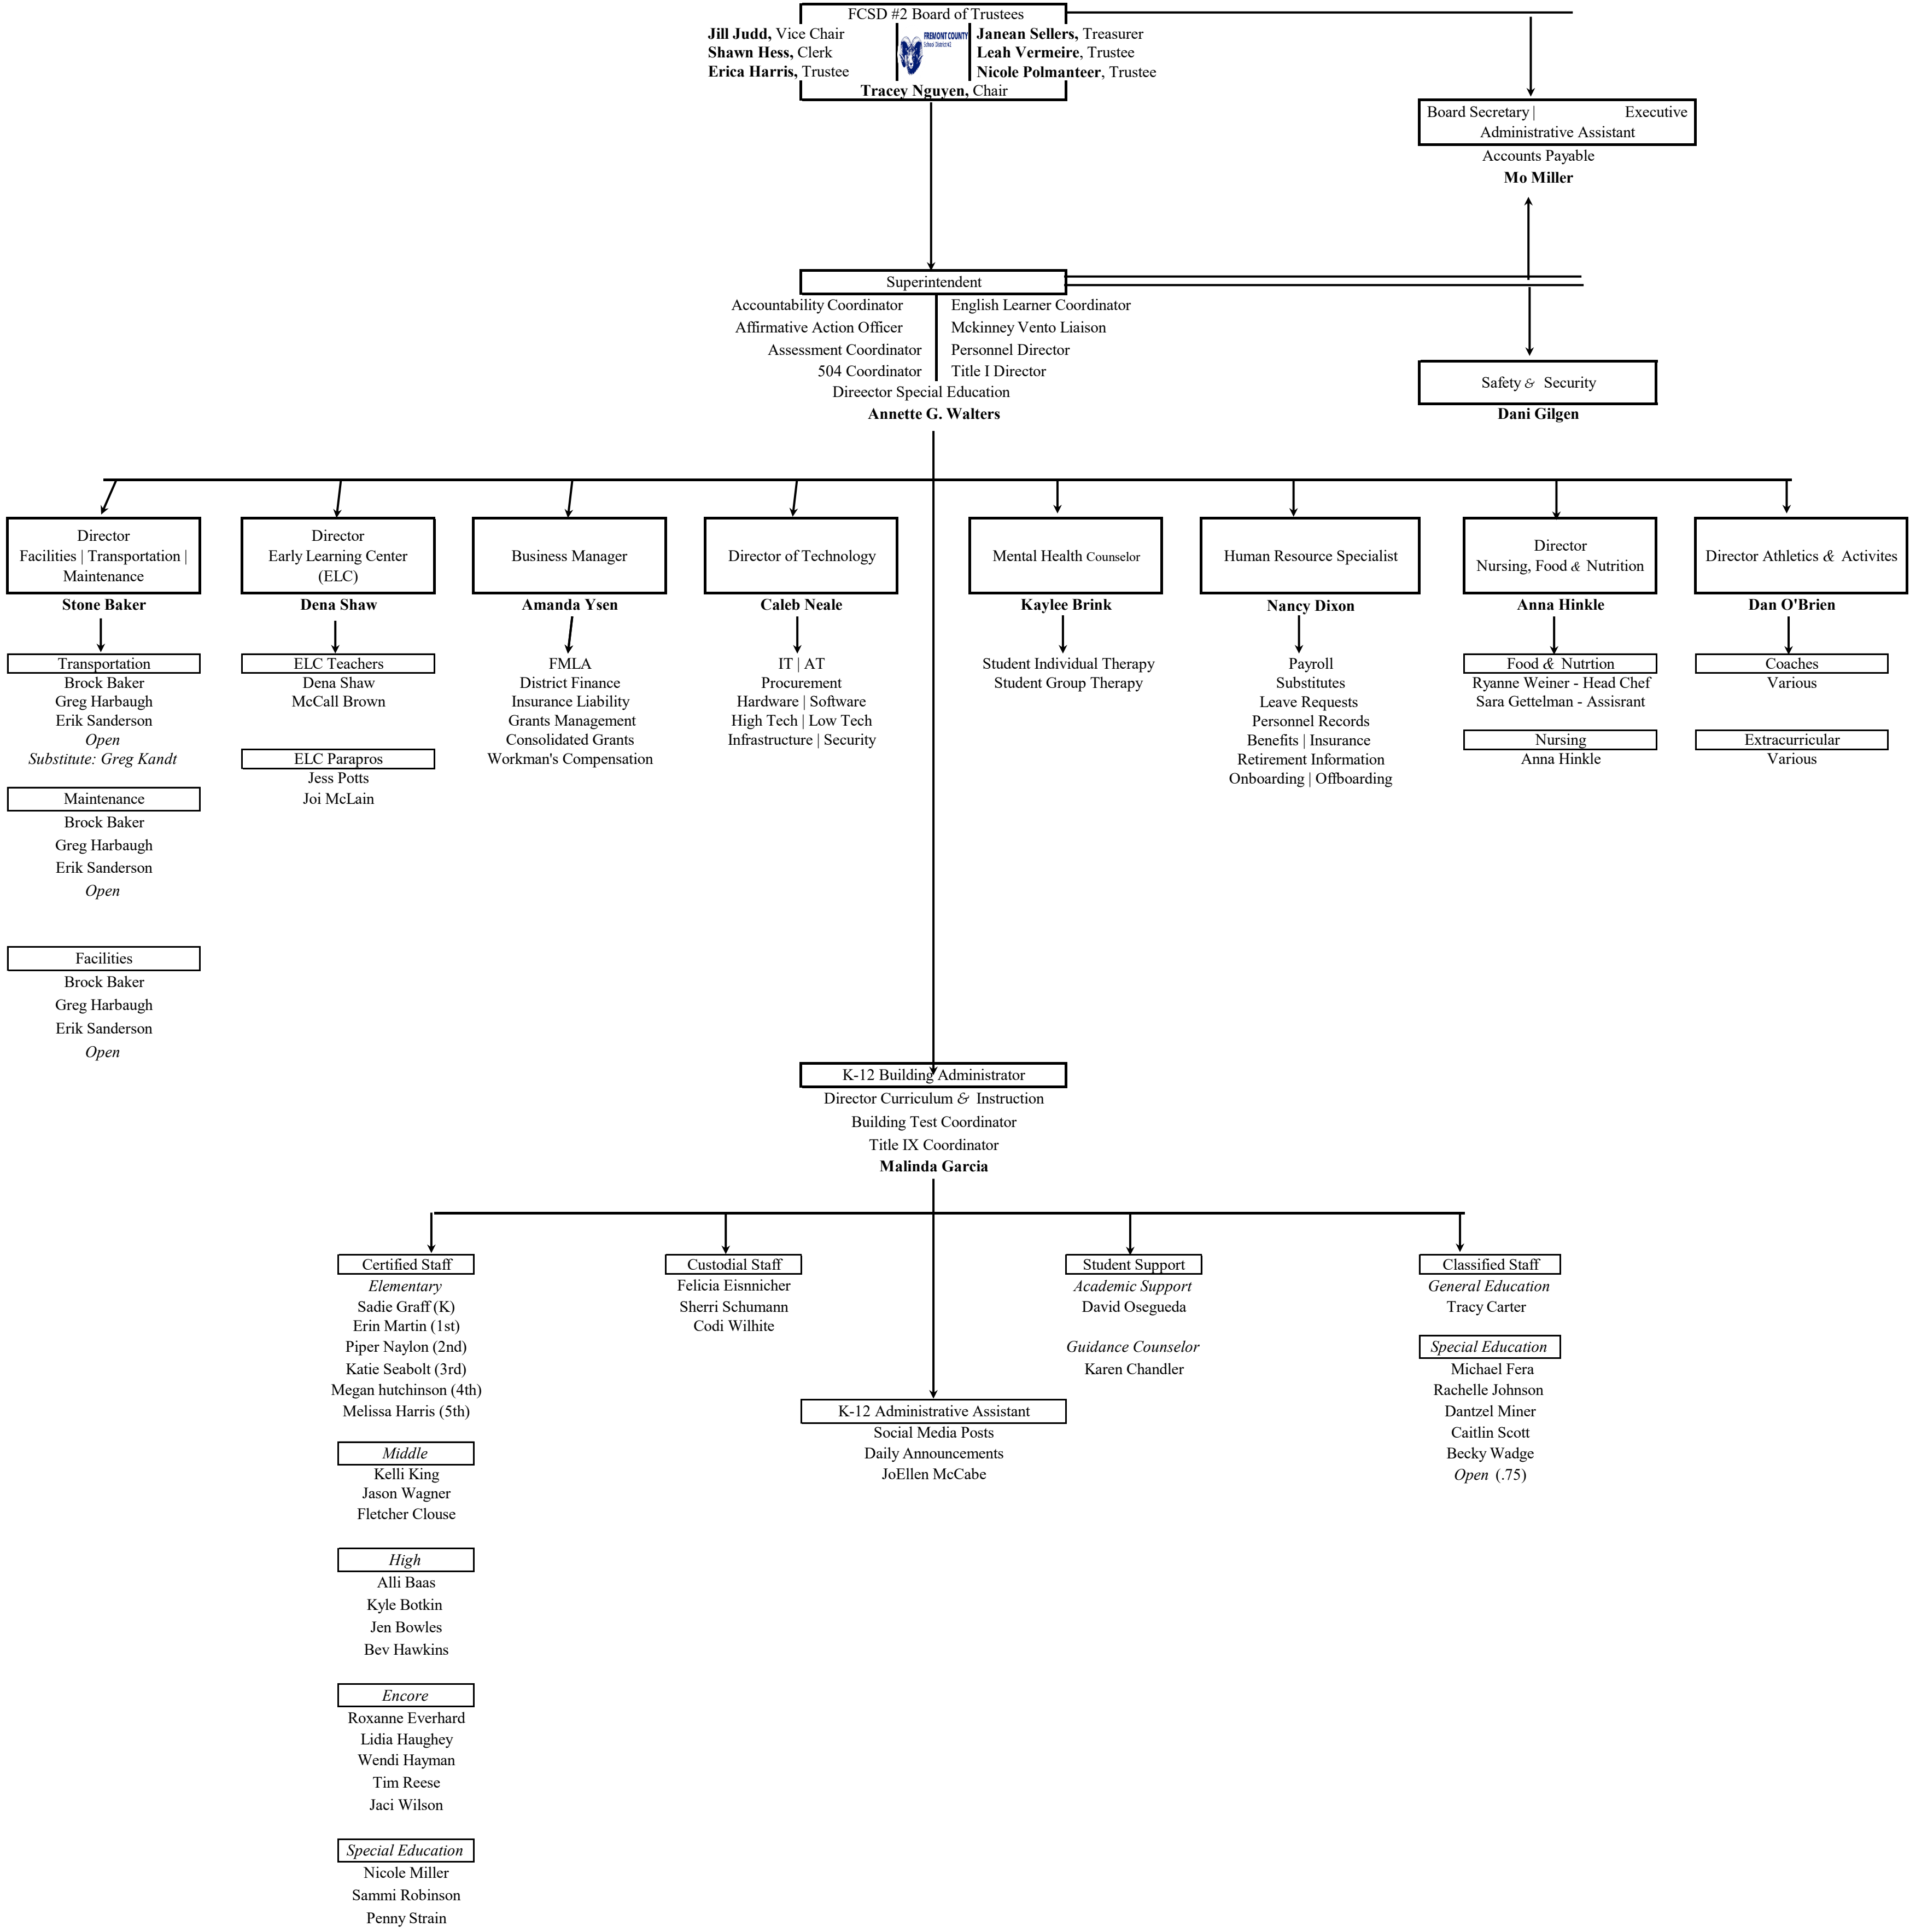 FCSD #2 Board of Trustees
Jill Judd, Vice Chair
Shawn Hess, Clerk
Erica Harris, Trustee
FREMONT COUNTY
School District #2
Janean Sellers, Treasurer
Leah Vermeire, Trustee
Nicole Polmanteer, Trustee
Tracey Nguyen, Chair
Board Secretary | Executive
Administrative Assistant
Accounts Payable
Mo Miller
Superintendent
Accountability Coordinator
Affirmative Action Officer
Assessment Coordinator
504 Coordinator
English Learner Coordinator
Mckinney Vento Liaison
Personnel Director
Title I Director
Direector Special Education
Annette G. Walters
Safety & Security
Dani Gilgen
Director
Facilities | Transportation |
Maintenance
Stone Baker
Transportation
Brock Baker
Greg Harbaugh
Erik Sanderson
Open
Substitute: Greg Kandt
Maintenance
Brock Baker
Greg Harbaugh
Erik Sanderson
Open
Facilities
Brock Baker
Greg Harbaugh
Erik Sanderson
Open
Director
Early Learning Center
(ELC)
Dena Shaw
ELC Teachers
Dena Shaw
McCall Brown
ELC Parapros
Jess Potts
Joi McLain
Business Manager
Amanda Ysen
FMLA
District Finance
Insurance Liability
Grants Management
Consolidated Grants
Workman's Compensation
Director of Technology
Caleb Neale
IT | AT
Procurement
Hardware | Software
High Tech | Low Tech
Infrastructure | Security
Mental Health Counselor
Kaylee Brink
Student Individual Therapy
Student Group Therapy
Human Resource Specialist
Nancy Dixon
Payroll
Substitutes
Leave Requests
Personnel Records
Benefits | Insurance
Retirement Information
Onboarding | Offboarding
Director
Nursing, Food & Nutrition
Anna Hinkle
Food & Nutrtion
Ryanne Weiner - Head Chef
Sara Gettelman - Assisrant
Nursing
Anna Hinkle
Director Athletics & Activites
Dan O'Brien
Coaches
Various
Extracurricular
Various
K-12 Building Administrator
Director Curriculum & Instruction
Building Test Coordinator
Title IX Coordinator
Malinda Garcia
Certified Staff
Elementary
Sadie Graff (K)
Erin Martin (1st)
Piper Naylon (2nd)
Katie Seabolt (3rd)
Megan hutchinson (4th)
Melissa Harris (5th)
Middle
Kelli King
Jason Wagner
Fletcher Clouse
High
Alli Baas
Kyle Botkin
Jen Bowles
Bev Hawkins
Encore
Roxanne Everhard
Lidia Haughey
Wendi Hayman
Tim Reese
Jaci Wilson
Special Education
Nicole Miller
Sammi Robinson
Penny Strain
Custodial Staff
Felicia Eisnnicher
Sherri Schumann
Codi Wilhite
K-12 Administrative Assistant
Social Media Posts
Daily Announcements
JoEllen McCabe
Student Support
Academic Support
David Osegueda
Guidance Counselor
Karen Chandler
Classified Staff
General Education
Tracy Carter
Special Education
Michael Fera
Rachelle Johnson
Dantzel Miner
Caitlin Scott
Becky Wadge
Open (.75)